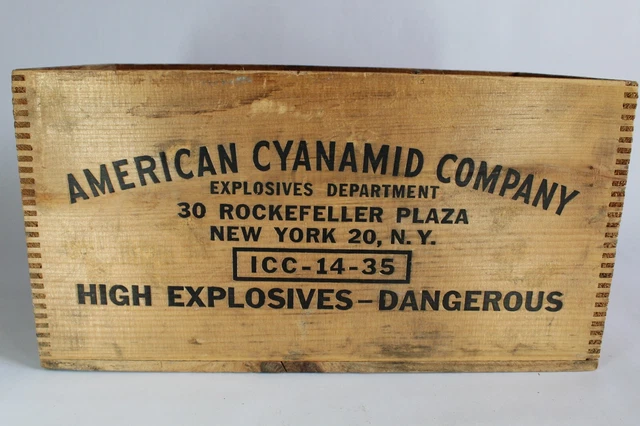 AMERICAN CYANAMID COMPANY
EXPLOSIVES DEPARTMENT
30 ROCKEFELLER PLAZA
NEW YORK 20, N.Y.
ICC-14-35
HIGH EXPLOSIVES-DANGEROUS